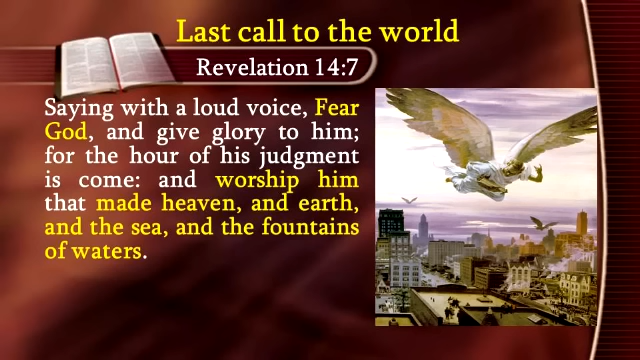 Last call to the world
Revelation 14:7
Saying with a loud voice, Fear
God, and give glory to him;
for the hour of his judgment
is come: and worship him
that made heaven, and earth,
and the sea, and the fountains
of waters.